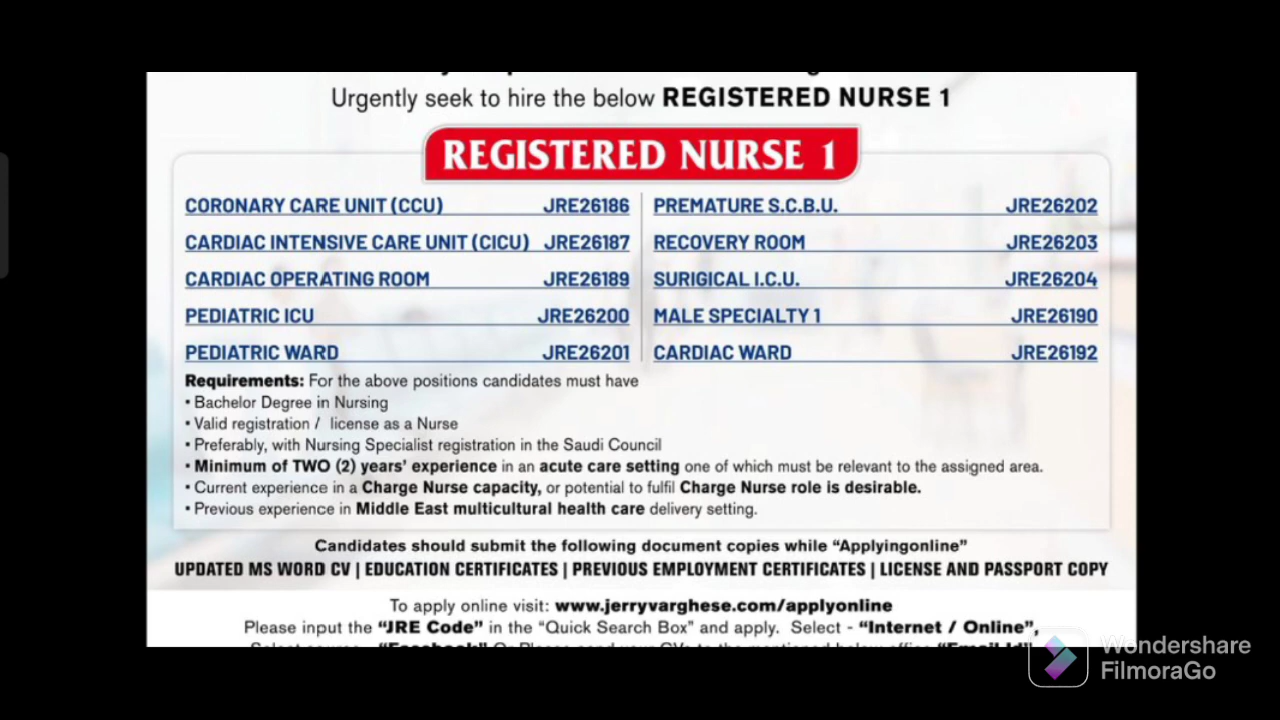 Urgently seek to hire the below REGISTERED NURSE 1
REGISTERED NURSE 1
CORONARY CARE UNIT (CCU) JRE26186
CARDIAC INTENSIVE CARE UNIT (CICU) JRE26187
CARDIAC OPERATING ROOM JRE26189
PEDIATRIC ICU JRE26200
PEDIATRIC WARD JRE26201
PREMATURE S.C.B.U. JRE26202
RECOVERY ROOM JRE26203
SURIGICAL I.C.U. JRE26204
MALE SPECIALTY 1 JRE26190
CARDIAC WARD JRE26192
Requirements: For the above positions candidates must have
• Bachelor Degree in Nursing
• Valid registration / license as a Nurse
• Preferably, with Nursing Specialist registration in the Saudi Council
• Minimum of TWO (2) years' experience in an acute care setting one of which must be relevant to the assigned area.
• Current experience in a Charge Nurse capacity, or potential to fulfil Charge Nurse role is desirable.
• Previous experience in Middle East multicultural health care delivery setting.
Candidates should submit the following document copies while “Applyingonline”
UPDATED MS WORD CV | EDUCATION CERTIFICATES | PREVIOUS EMPLOYMENT CERTIFICATES | LICENSE AND PASSPORT COPY
To apply online visit: www.jerryvarghese.com/applyonline
Please input the “JRE Code” in the “Quick Search Box” and apply. Select - “Internet / Online”,
Wondershare
FilmoraGo